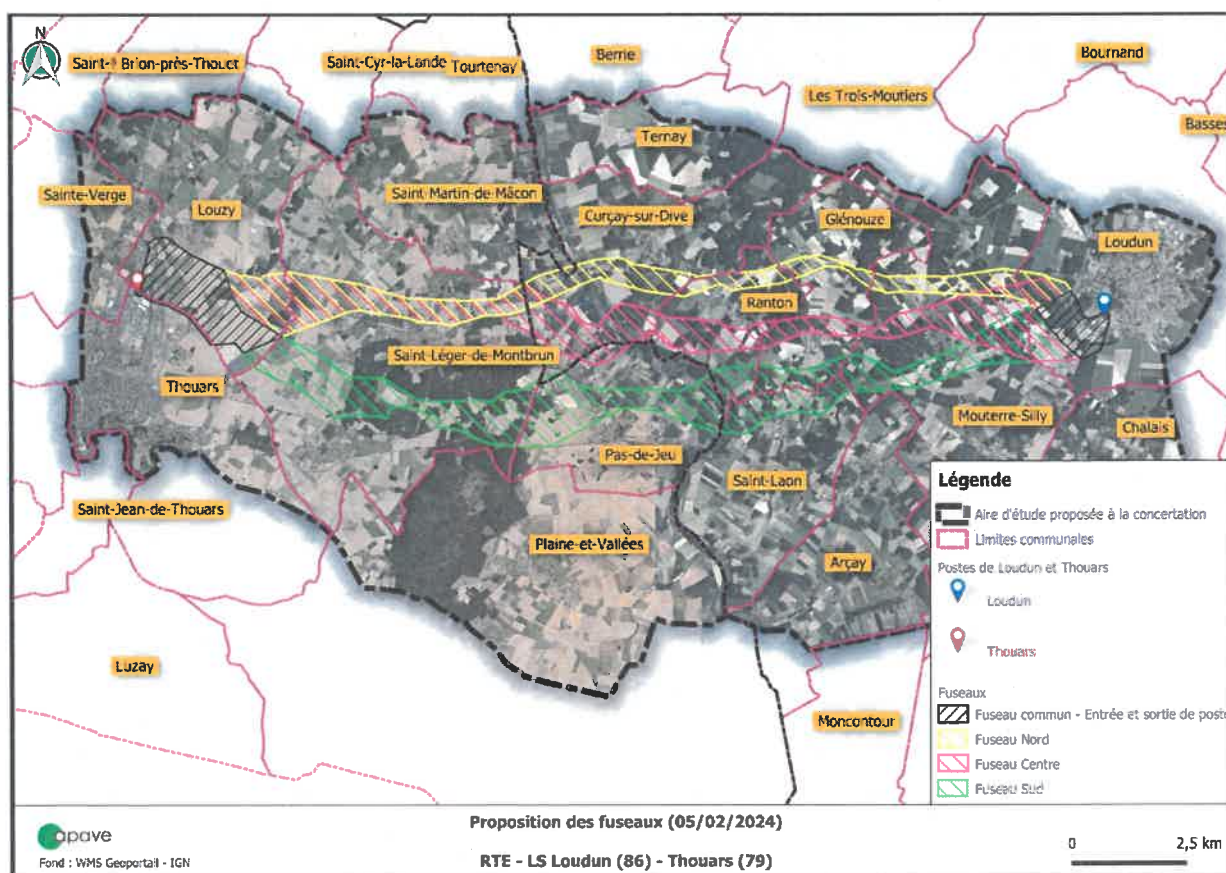 N
Saint-
Brion-près-Thouet
Saint-Cyr-la-Lande
Tourtenay
Berrie
Bournand
Les Trois-Moutiers
Basses
Ternay
Sainte-Verge
Louzy
Saint-Martin-de-Mâcon
Curçay-sur-Dive
Glénouze
Loudun
Ranton
Saint-Léger-de-Montbrun
Thouars
Mouterre-Silly
Chalais
Pas-de-Jeu
Saint-Laon
Saint-Jean-de-Thouars
Plaine-et-Vallées
Arçay
Luzay
Moncontour
Légende
Aire d'étude proposée à la concertation
Limites communales
Postes de Loudun et Thouars
Loudun
Thouars
Fuseaux
Fuseau commun - Entrée et sortie de poste
Fuseau Nord
Fuseau Centre
Fuseau Sud
apave
Fond : WMS Geoportail - IGN
Proposition des fuseaux (05/02/2024)
RTE - LS Loudun (86) - Thouars (79)
0 2,5 km